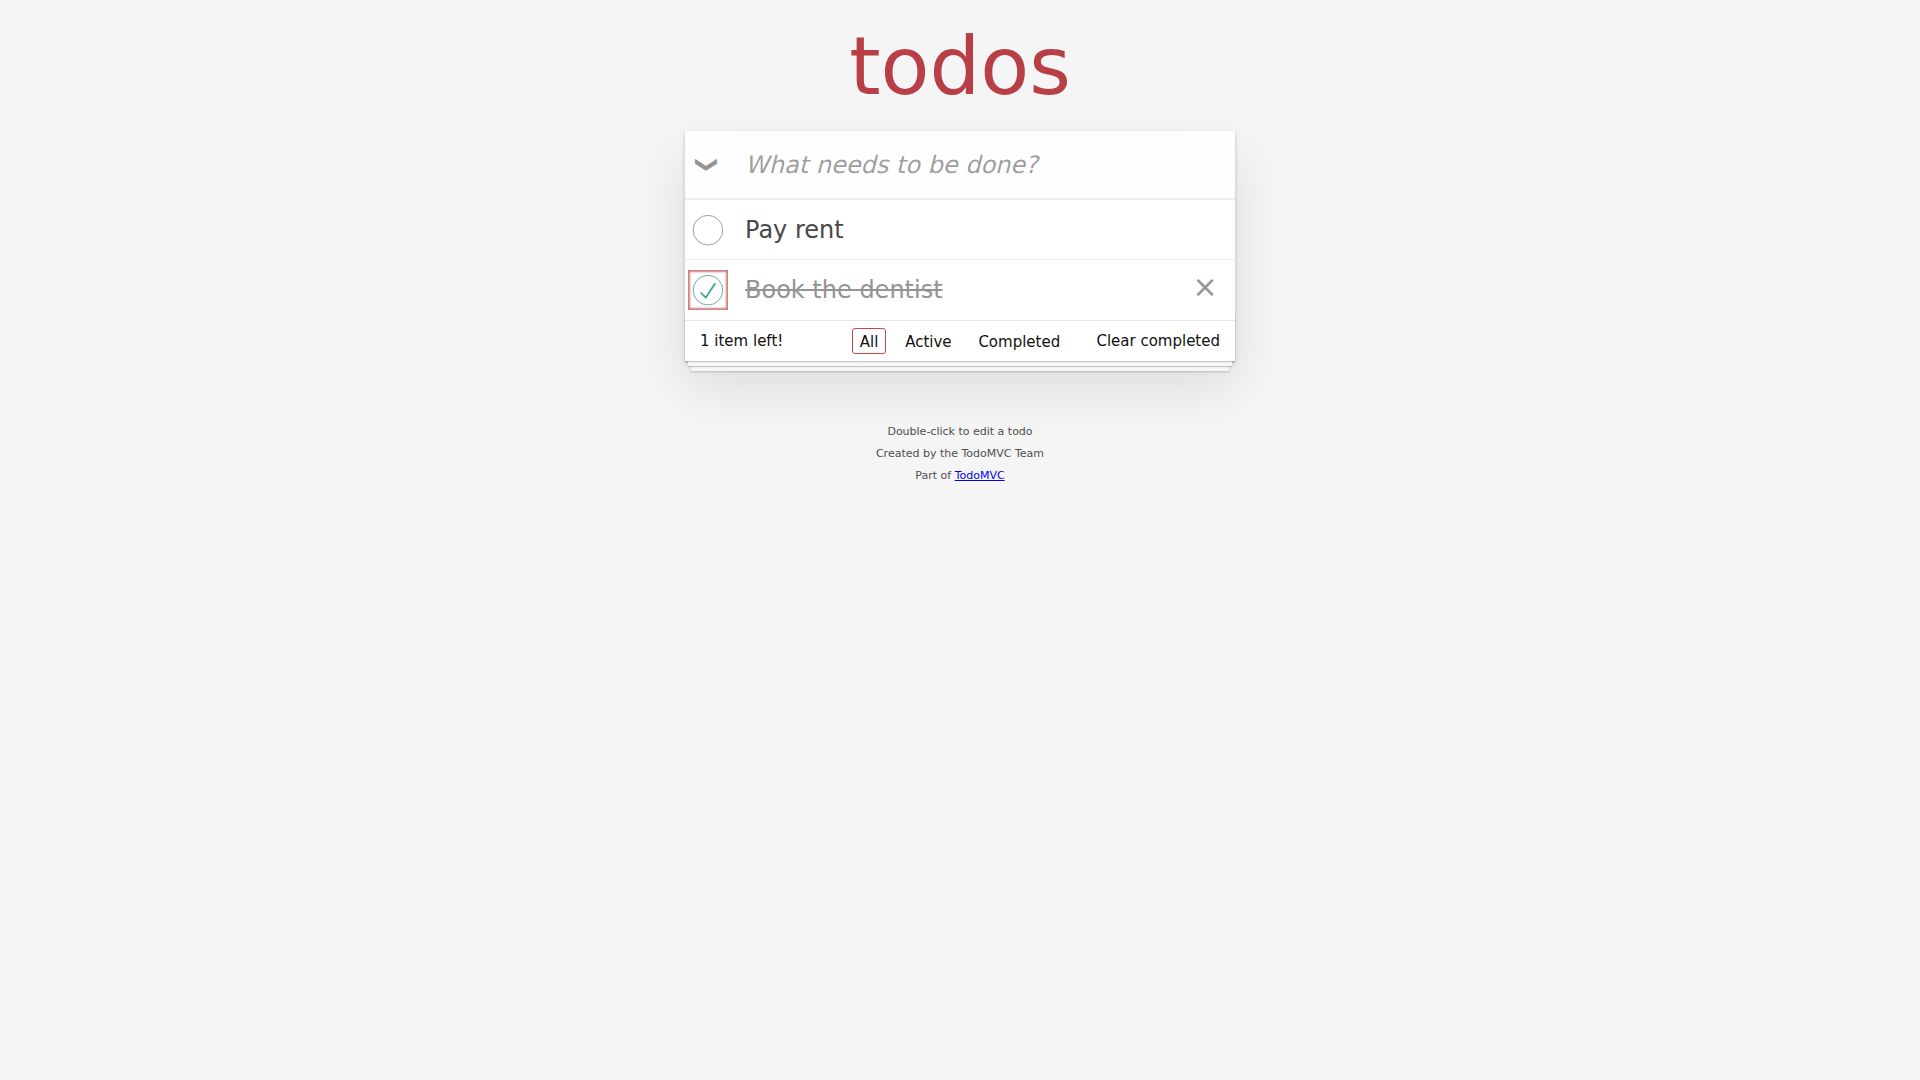 todos
What needs to be done?
Pay rent
Book the dentist
1 item left!
All
Active
Completed
Clear completed
Double-click to edit a todo
Created by the TodoMVC Team
Part of TodoMVC